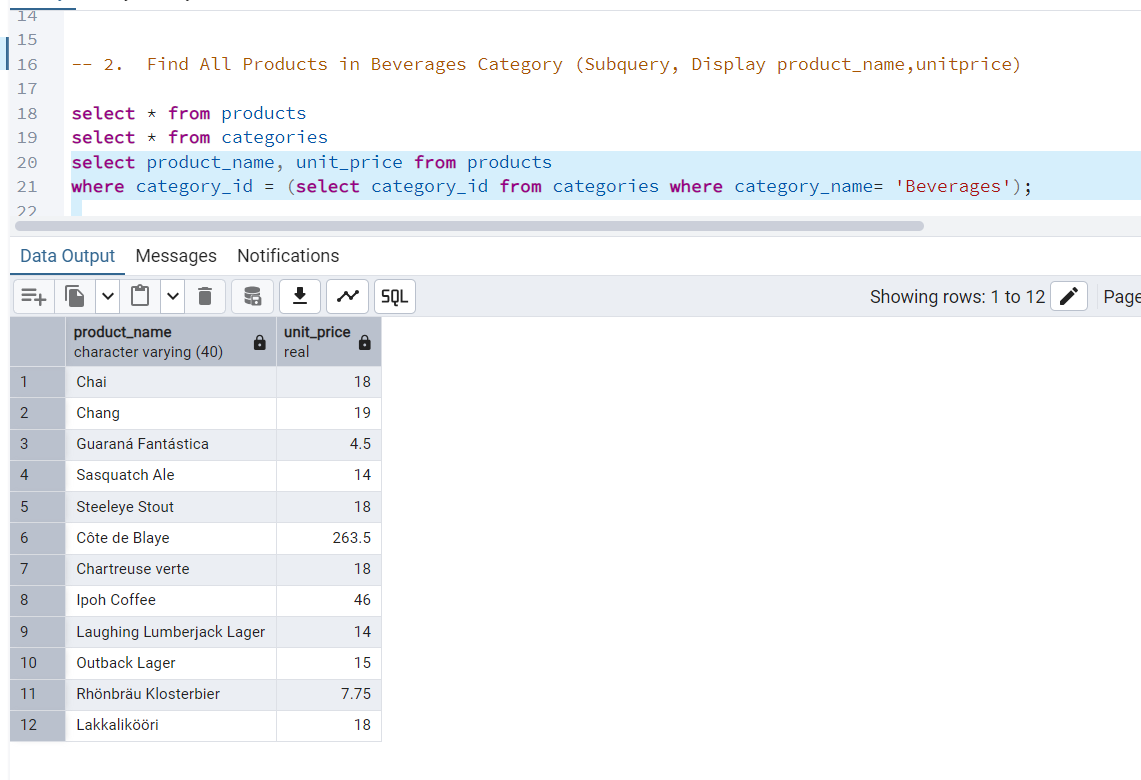 14
15
16 -- 2.  Find All Products in Beverages Category (Subquery, Display product_name,unitprice)
17
18 select * from products
19 select * from categories
20 select product_name, unit_price from products
21 where category_id = (select category_id from categories where category_name= 'Beverages');
22
Data Output Messages Notifications
SQL Showing rows: 1 to 12 Page
product_name unit_price
character varying (40) real
1 Chai 18
2 Chang 19
3 Guaraná Fantástica 4.5
4 Sasquatch Ale 14
5 Steeleye Stout 18
6 Côte de Blaye 263.5
7 Chartreuse verte 18
8 Ipoh Coffee 46
9 Laughing Lumberjack Lager 14
10 Outback Lager 15
11 Rhönbräu Klosterbier 7.75
12 Lakkalikööri 18